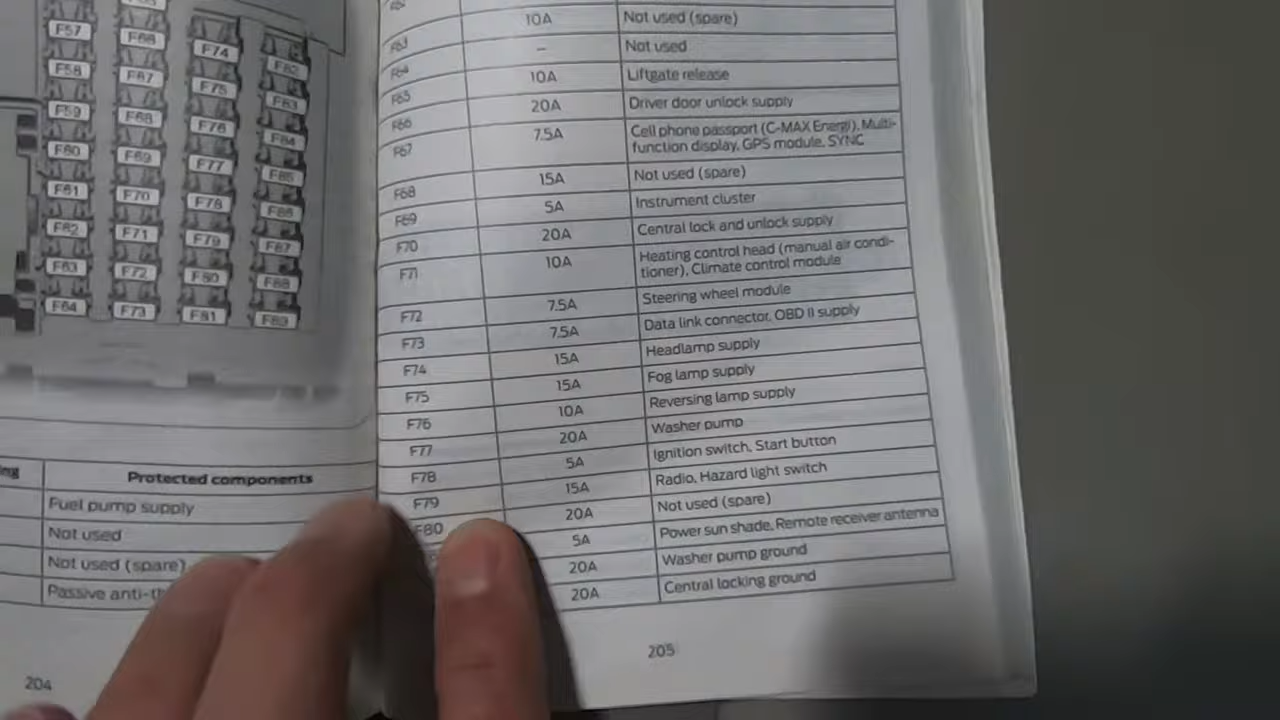 F57
F58
F59
F60
F61
F62
F63
F64
F66
F67
F68
F69
F70
F71
F72
F73
F74
F75
F76
F77
F78
F79
F80
F81
F82
F83
F84
F85
F86
F87
F88
F89
Protected components
Fuel pump supply
Not used
Not used (spare)
Passive
204
F63 10A Not used (spare)
F64 – Not used
F65 10A Liftgate release
F66 20A Driver door unlock supply
F67 7.5A Cell phone passport (C-MAX Energi), Multi-
function display, GPS module, SYNC
F68 15A Not used (spare)
F69 5A Instrument cluster
F70 20A Central lock and unlock supply
F71 10A Heating control head (manual air condi-
tioner), Climate control module
F72 7.5A Steering wheel module
F73 7.5A Data link connector, OBD II supply
F74 15A Headlamp supply
F75 15A Fog lamp supply
F76 10A Reversing lamp supply
F77 20A Washer pump
F78 5A Ignition switch, Start button
F79 15A Radio, Hazard light switch
F80 20A Not used (spare)
5A Power sun shade, Remote receiver antenna
20A Washer pump ground
20A Central locking ground
205